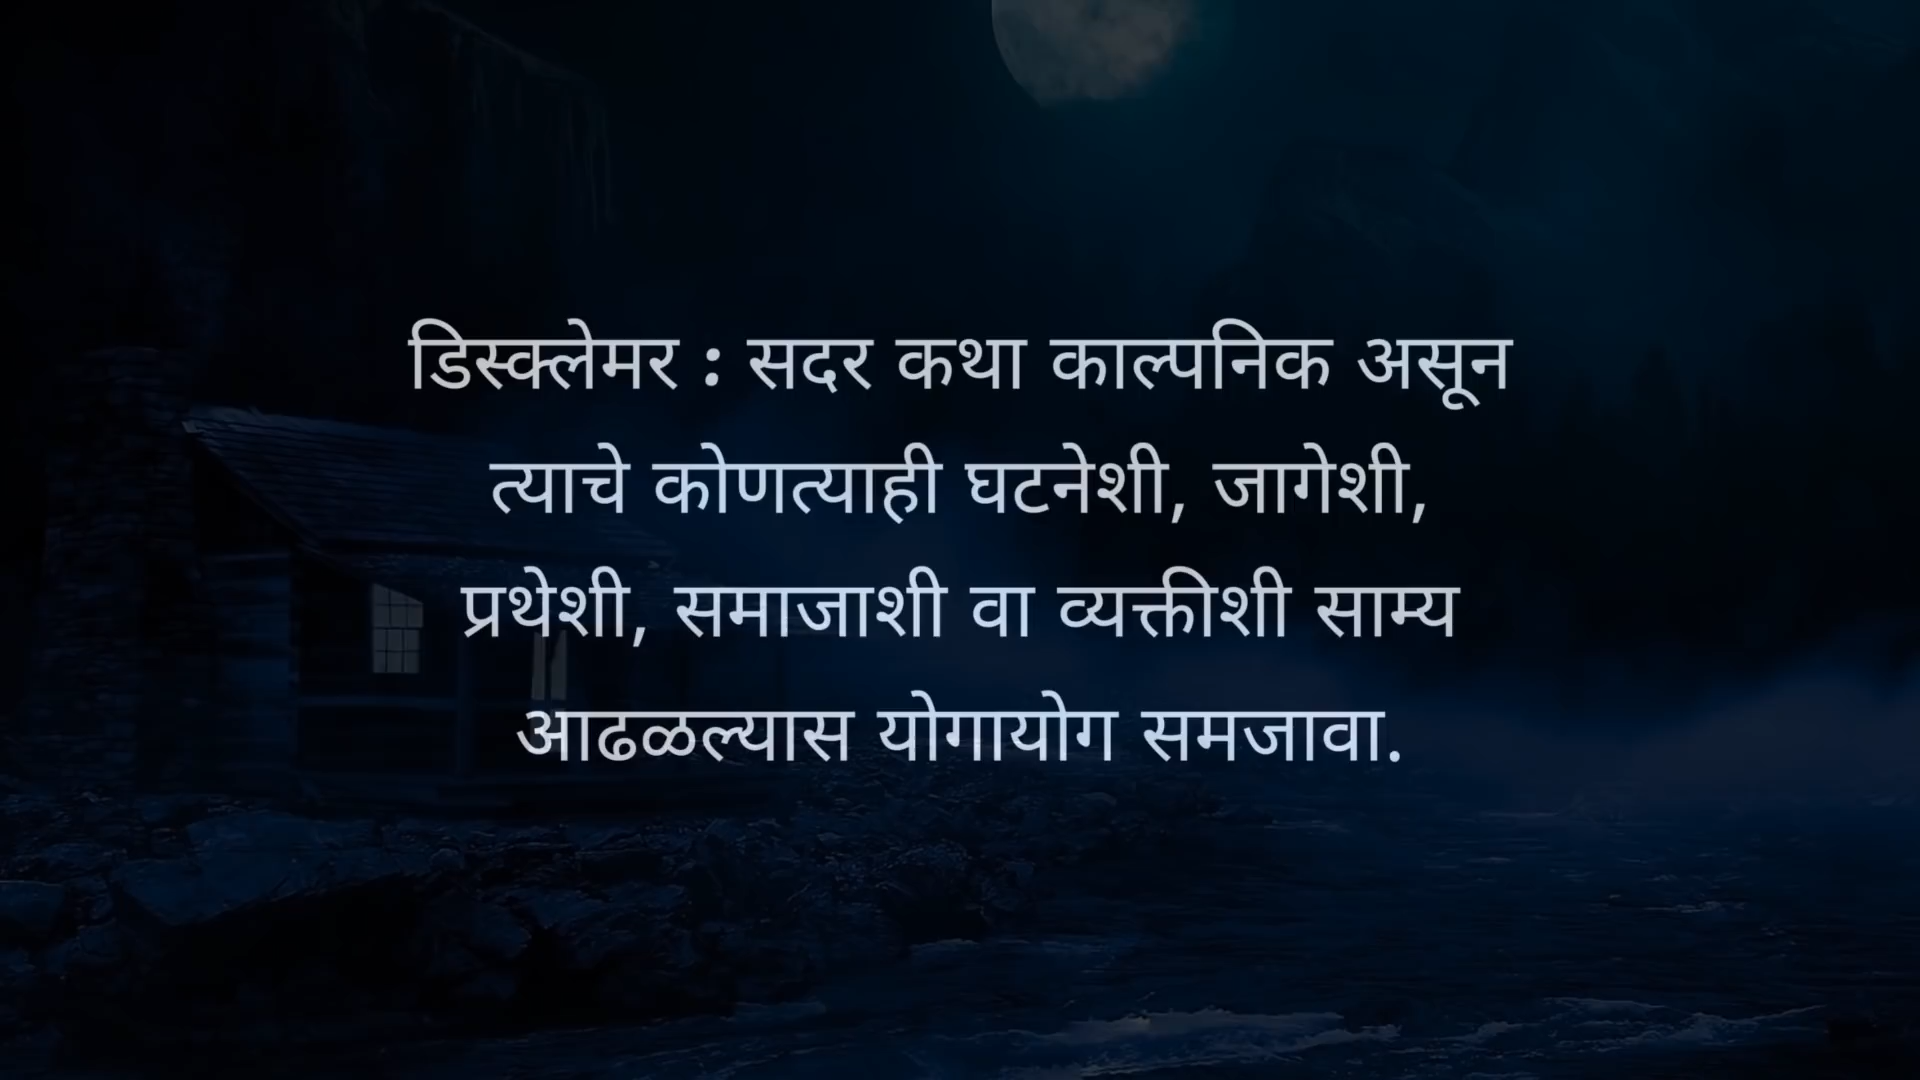 डिस्क्लेमर : सदर कथा काल्पनिक असून
त्याचे कोणत्याही घटनेशी, जागेशी,
प्रथेशी, समाजाशी वा व्यक्तीशी साम्य
आढळल्यास योगायोग समजावा.